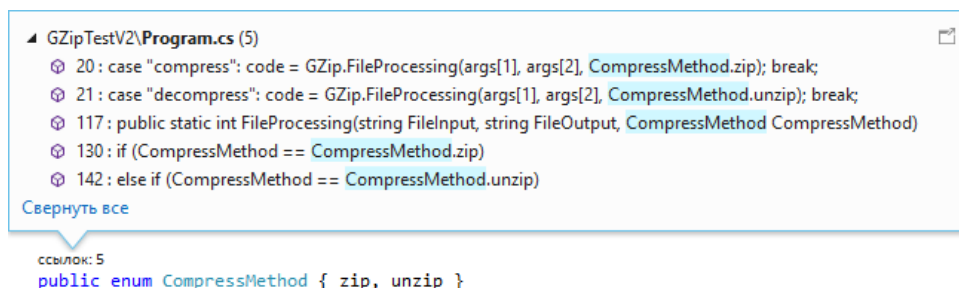 GZipTestV2\Program.cs (5)
20 : case "compress": code = GZip.FileProcessing(args[1], args[2], CompressMethod.zip); break;
21 : case "decompress": code = GZip.FileProcessing(args[1], args[2], CompressMethod.unzip); break;
117 : public static int FileProcessing(string FileInput, string FileOutput, CompressMethod CompressMethod)
130 : if (CompressMethod == CompressMethod.zip)
142 : else if (CompressMethod == CompressMethod.unzip)
Свернуть все
ссылок: 5
public enum CompressMethod { zip, unzip }